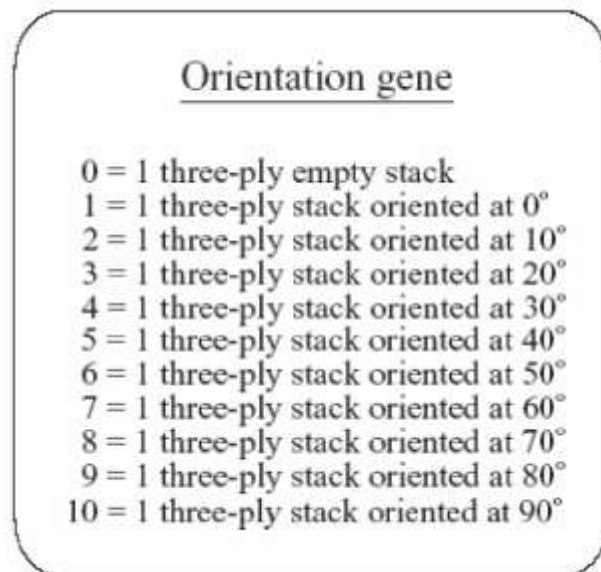 Orientation gene
0 = 1 three-ply empty stack
1 = 1 three-ply stack oriented at 0°
2 = 1 three-ply stack oriented at 10°
3 = 1 three-ply stack oriented at 20°
4 = 1 three-ply stack oriented at 30°
5 = 1 three-ply stack oriented at 40°
6 = 1 three-ply stack oriented at 50°
7 = 1 three-ply stack oriented at 60°
8 = 1 three-ply stack oriented at 70°
9 = 1 three-ply stack oriented at 80°
10 = 1 three-ply stack oriented at 90°